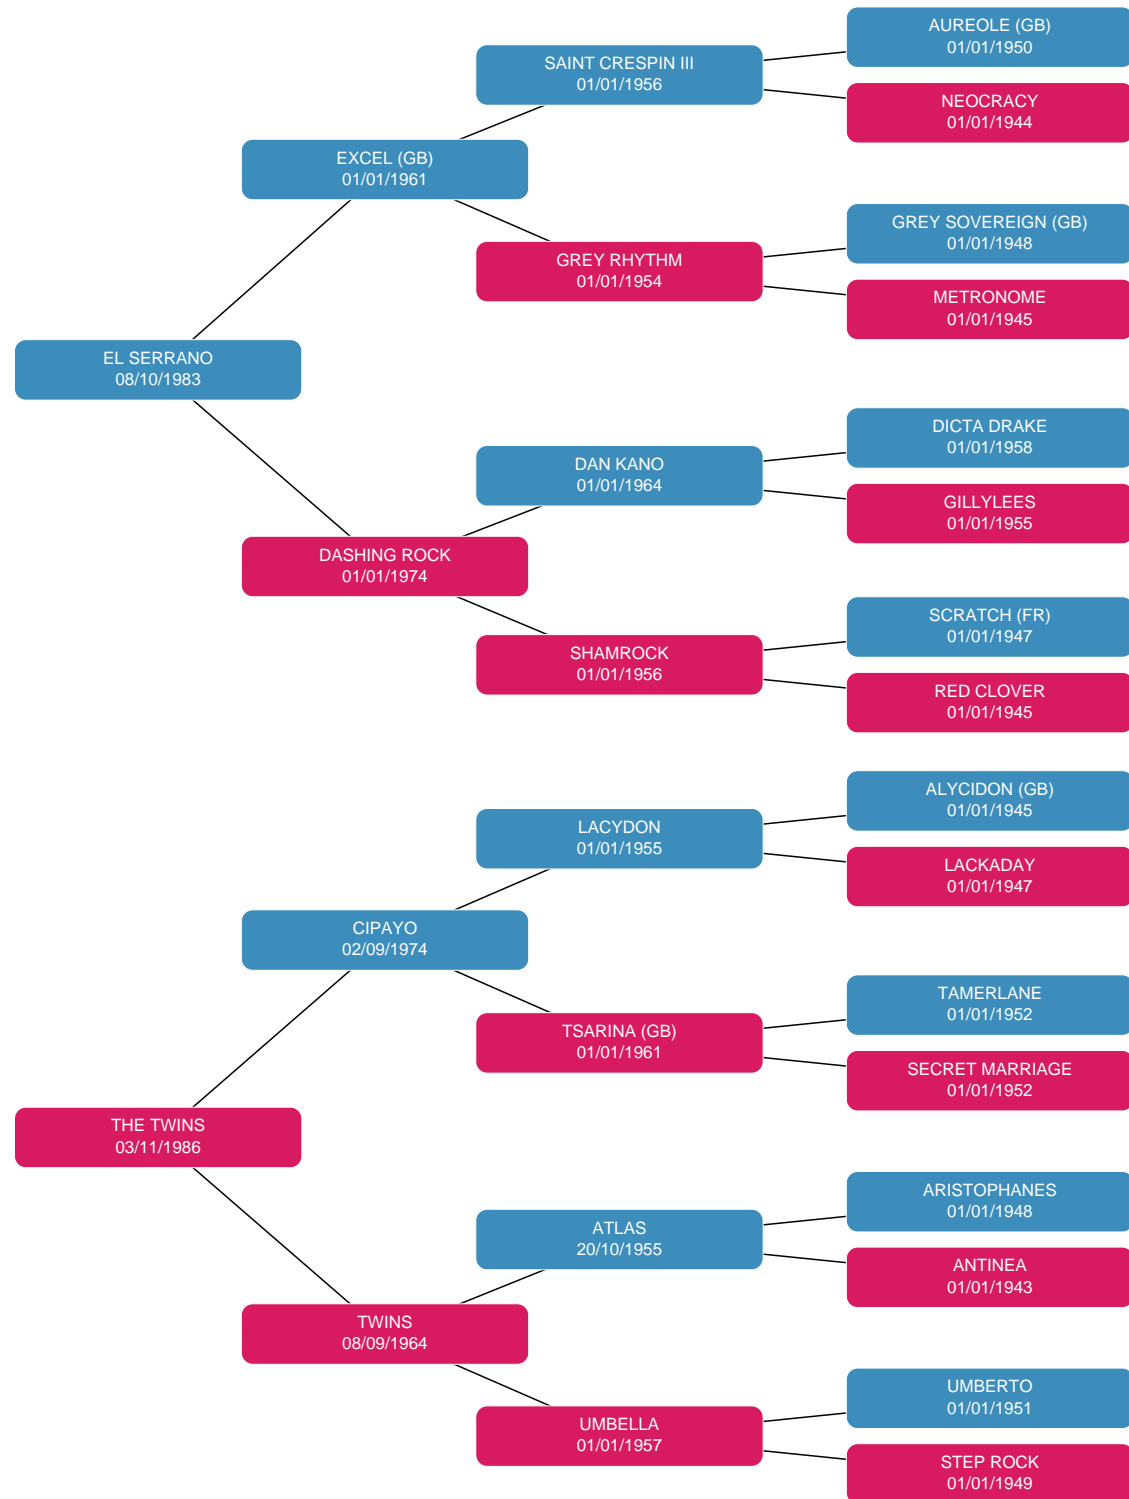 AUREOLE (GB)
01/01/1950
SAINT CRESPIN III
01/01/1956
NEOCRACY
01/01/1944
EXCEL (GB)
01/01/1961
GREY SOVEREIGN (GB)
01/01/1948
GREY RHYTHM
01/01/1954
METRONOME
01/01/1945
EL SERRANO
08/10/1983
DICTA DRAKE
01/01/1958
DAN KANO
01/01/1964
GILLYLEES
01/01/1955
DASHING ROCK
01/01/1974
SCRATCH (FR)
01/01/1947
SHAMROCK
01/01/1956
RED CLOVER
01/01/1945
ALYCIDON (GB)
01/01/1945
LACYDON
01/01/1955
LACKADAY
01/01/1947
CIPAYO
02/09/1974
TAMERLANE
01/01/1952
TSARINA (GB)
01/01/1961
SECRET MARRIAGE
01/01/1952
THE TWINS
03/11/1986
ARISTOPHANES
01/01/1948
ATLAS
20/10/1955
ANTINEA
01/01/1943
TWINS
08/09/1964
UMBERTO
01/01/1951
UMBELLA
01/01/1957
STEP ROCK
01/01/1949